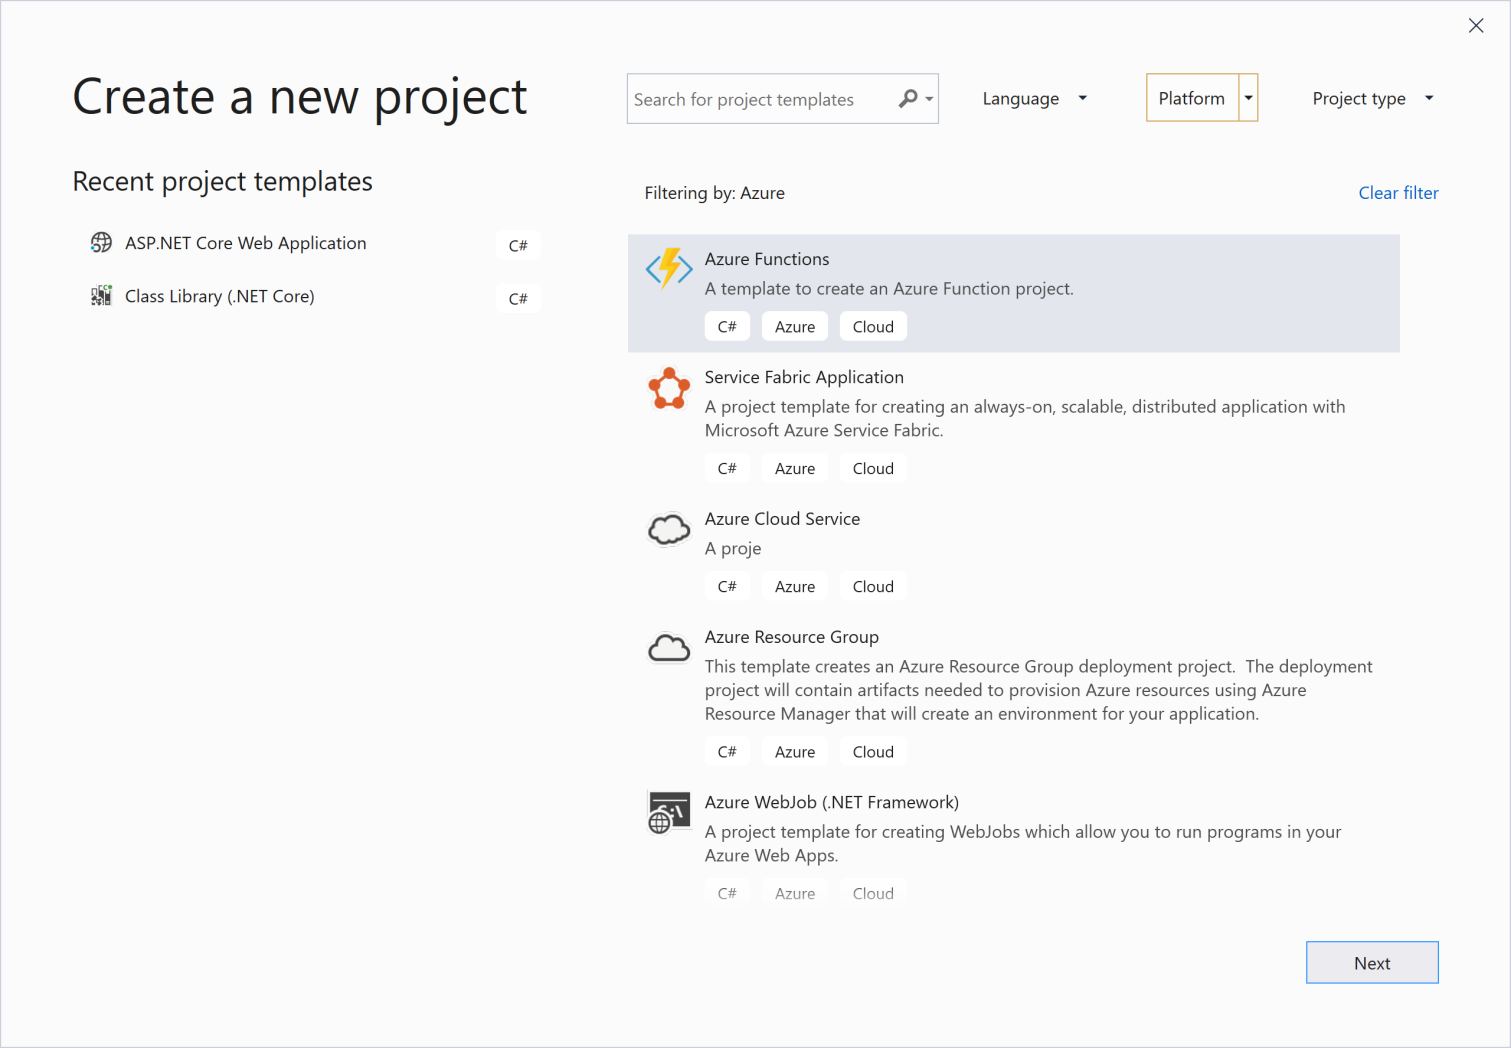 Create a new project
Search for project templates
Language
Platform
Project type
Recent project templates
ASP.NET Core Web Application
C#
Class Library (.NET Core)
C#
Filtering by: Azure
Clear filter
Azure Functions
A template to create an Azure Function project.
C# Azure Cloud
Service Fabric Application
A project template for creating an always-on, scalable, distributed application with
Microsoft Azure Service Fabric.
C# Azure Cloud
Azure Cloud Service
A proje
C# Azure Cloud
Azure Resource Group
This template creates an Azure Resource Group deployment project.  The deployment
project will contain artifacts needed to provision Azure resources using Azure
Resource Manager that will create an environment for your application.
C# Azure Cloud
Azure WebJob (.NET Framework)
A project template for creating WebJobs which allow you to run programs in your
Azure Web Apps.
C# Azure Cloud
Next